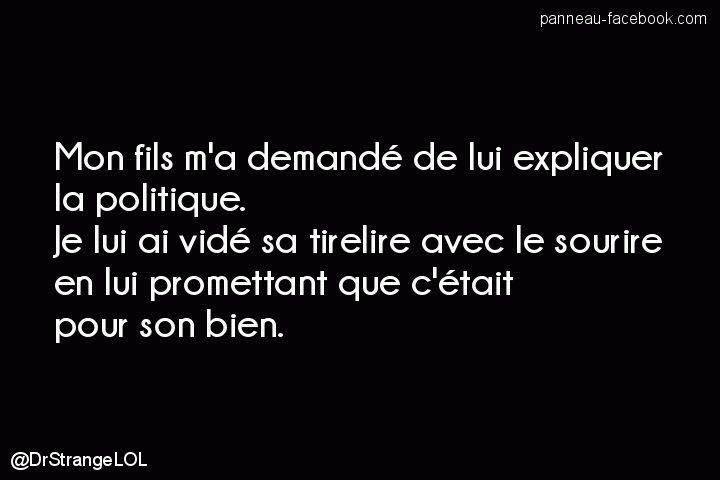 panneau-facebook.com
Mon fils m'a demandé de lui expliquer
la politique.
Je lui ai vidé sa tirelire avec le sourire
en lui promettant que c'était
pour son bien.
@DrStrangeLOL